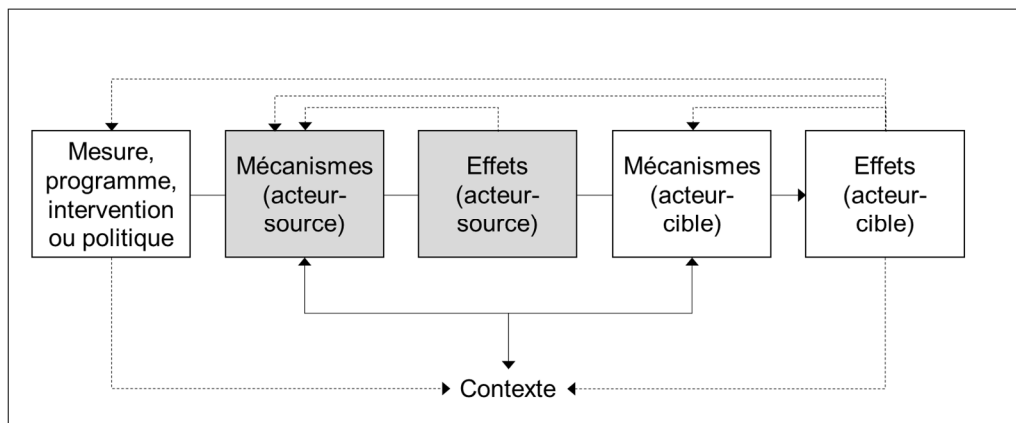 Mesure,
programme,
intervention
ou politique
Mécanismes
(acteur-
source)
Effets
(acteur-
source)
Mécanismes
(acteur-
cible)
Effets
(acteur-
cible)
Contexte